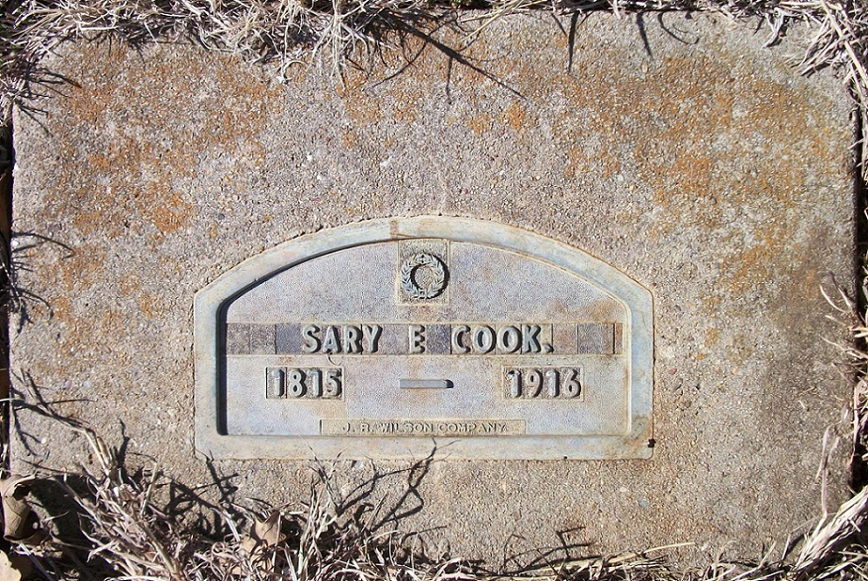 SARY E COOK.
1815 – 1916
J. R. WILSON COMPANY